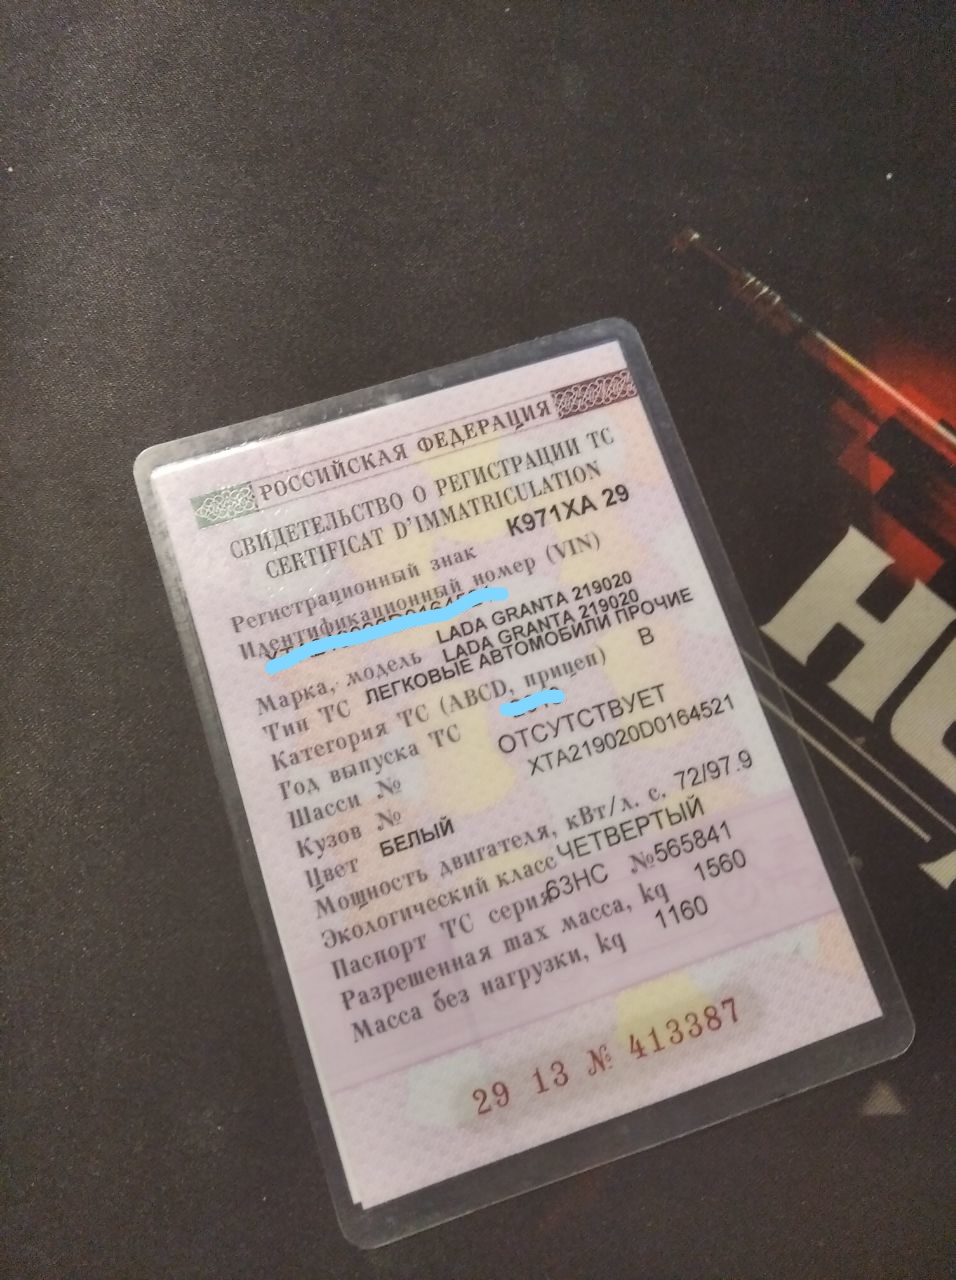 РОССИЙСКАЯ ФЕДЕРАЦИЯ
СВИДЕТЕЛЬСТВО О РЕГИСТРАЦИИ ТС
CERTIFICAT D'IMMATRICULATION
Регистрационный знак К971ХА 29
Идентификационный номер (VIN)
Марка, модель LADA GRANTA 219020
LADA GRANTA 219020
Тип ТС ЛЕГКОВЫЕ АВТОМОБИЛИ ПРОЧИЕ
Категория ТС (ABCD, прицеп) В
Год выпуска ТС
Шасси № ОТСУТСТВУЕТ
Кузов № XTA219020D0164521
Цвет БЕЛЫЙ
Мощность двигателя, кВт/л. с. 72/97.9
Экологический класс ЧЕТВЕРТЫЙ
Паспорт ТС серия 63НС №565841
Разрешенная max масса, kg 1560
Масса без нагрузки, kg 1160
29 13 № 413387